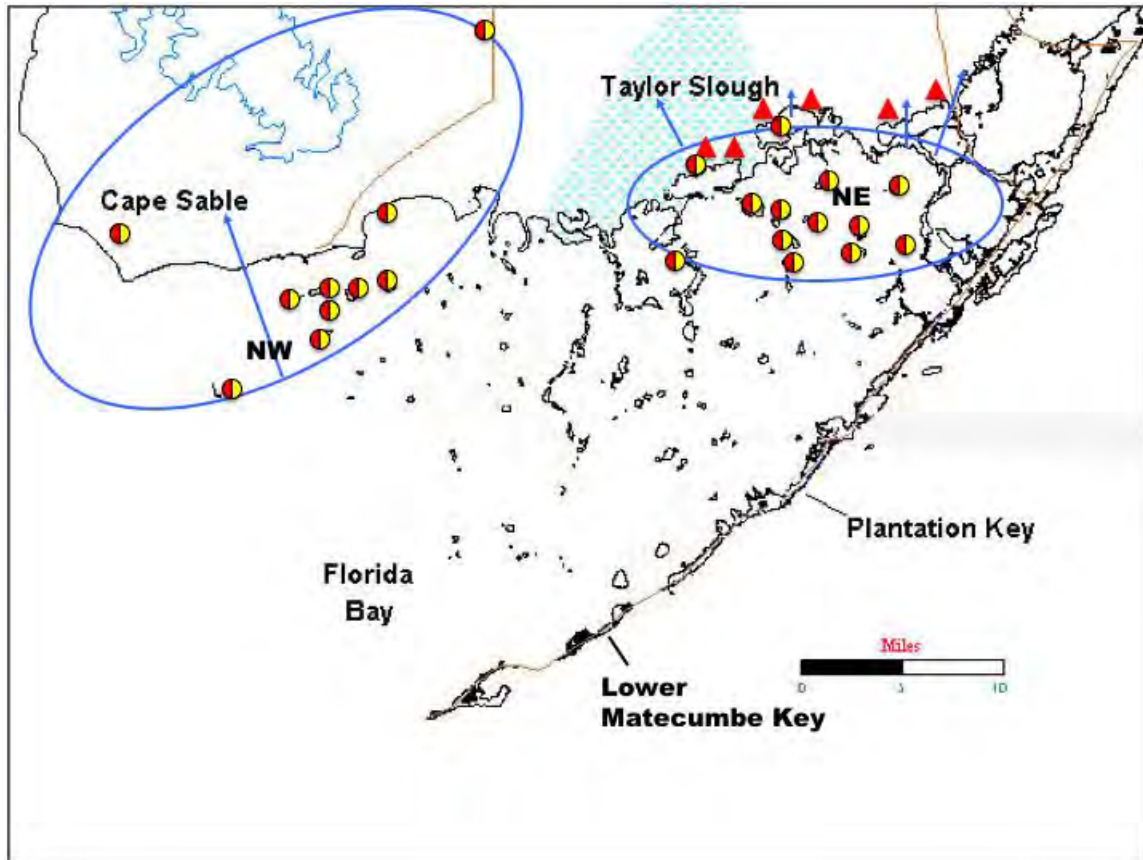 Taylor Slough
Cape Sable
NE
NW
Plantation Key
Florida
Bay
Miles
0 5 10
Lower
Matecumbe Key